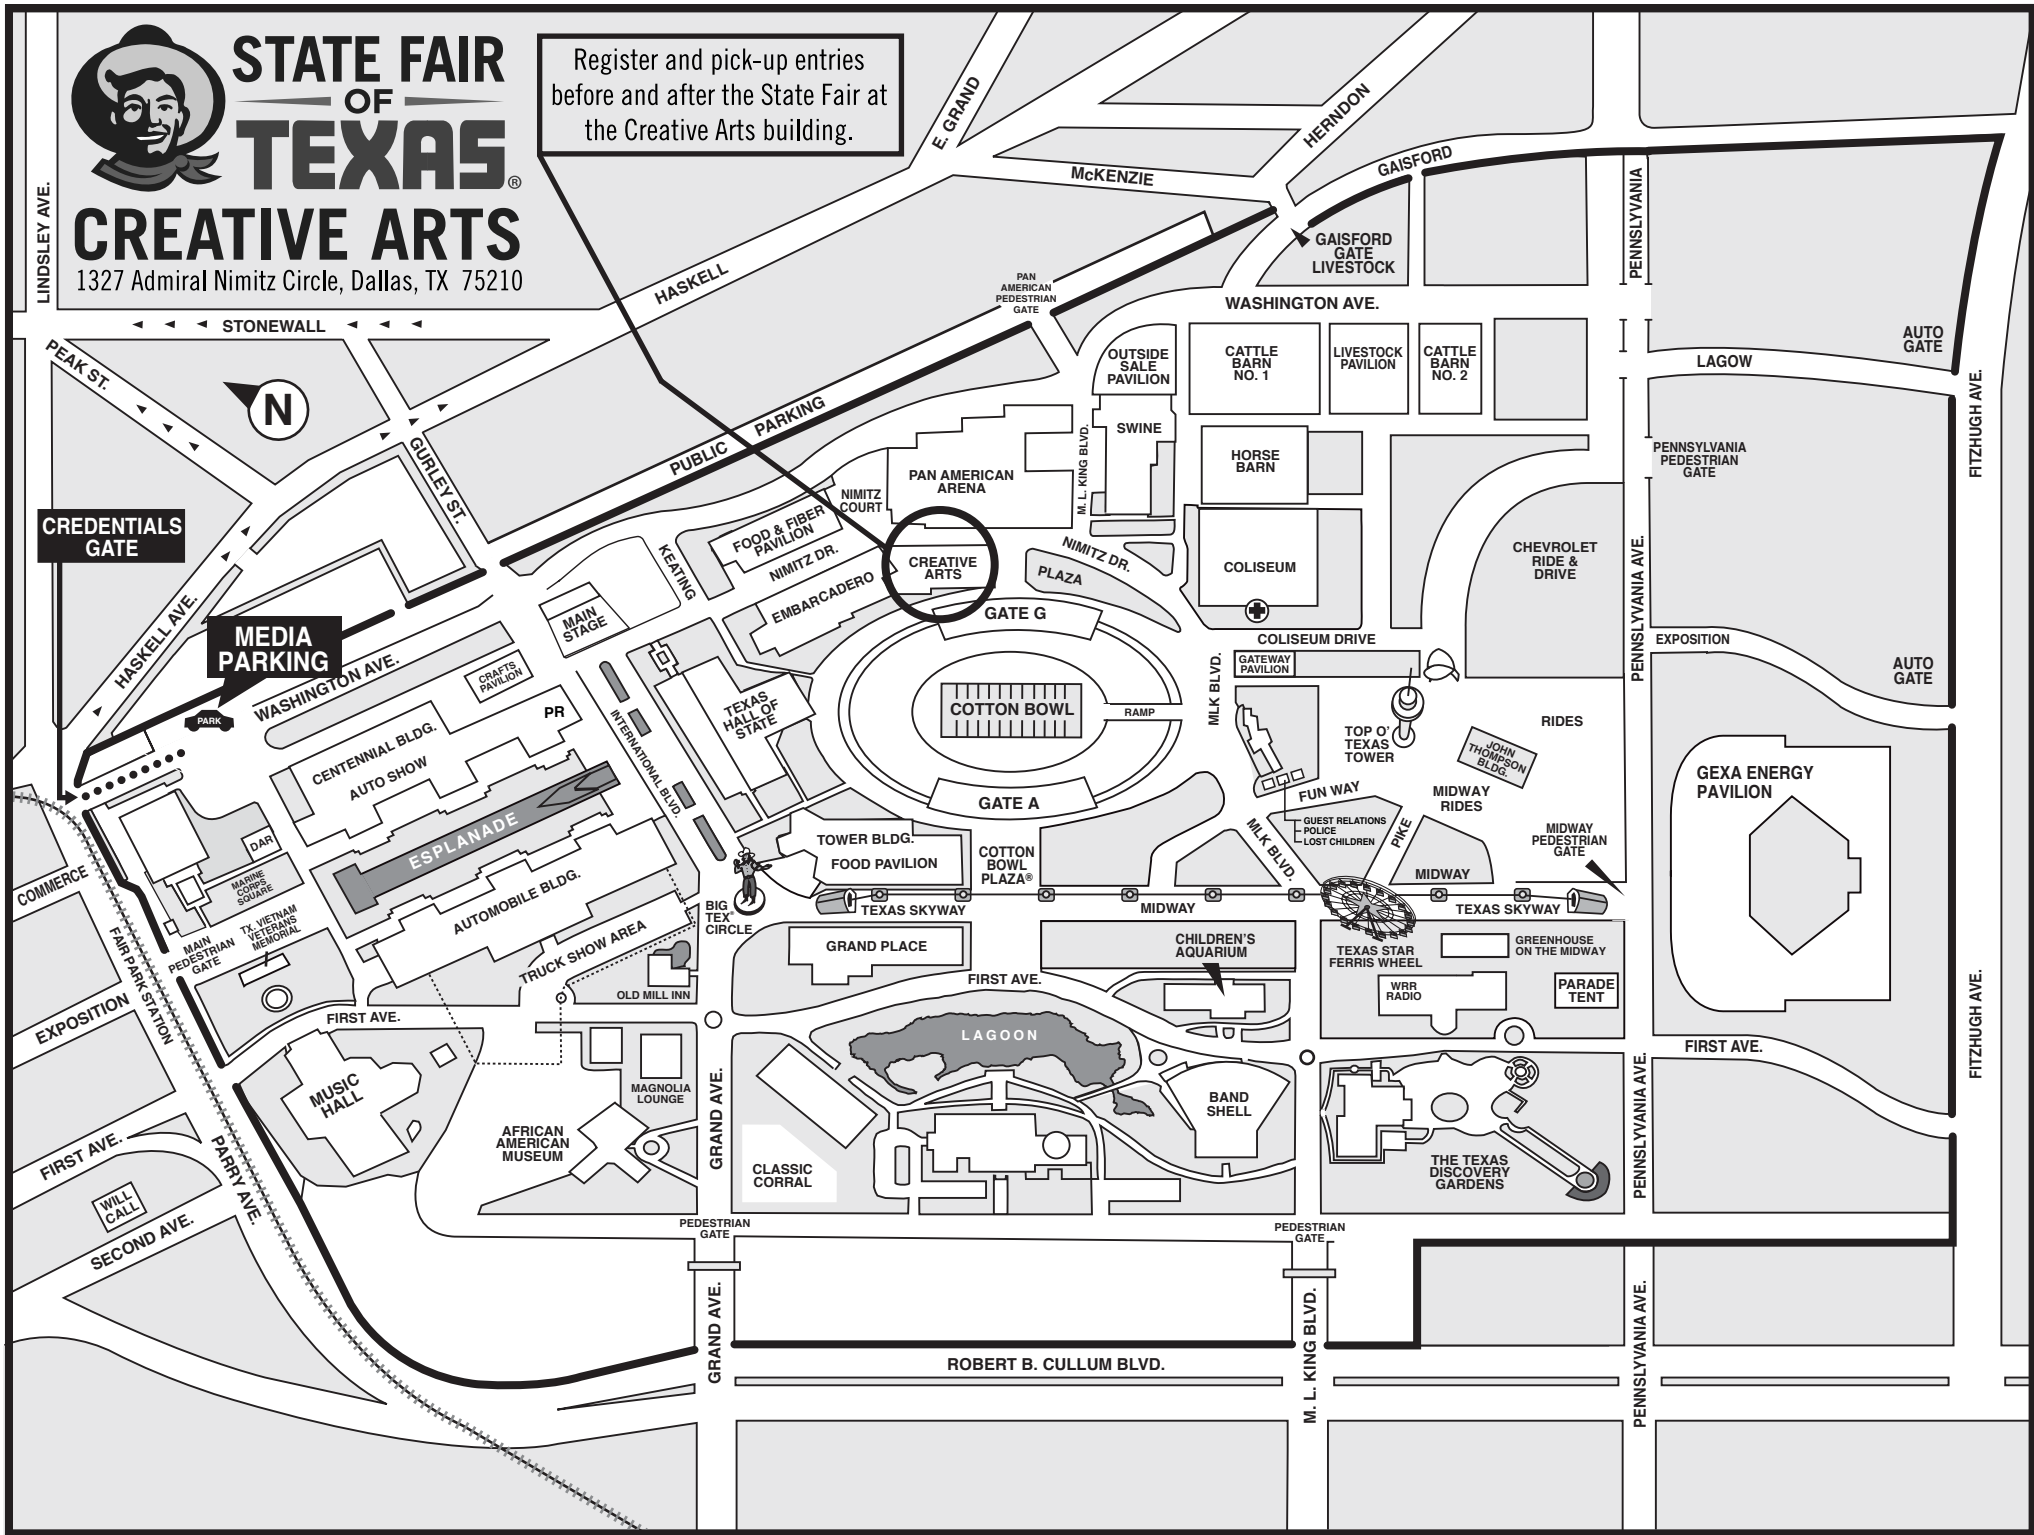 STATE FAIR
OF
TEXAS®
CREATIVE ARTS
1327 Admiral Nimitz Circle, Dallas, TX 75210
Register and pick-up entries
before and after the State Fair at
the Creative Arts building.
LINDSLEY AVE.
E. GRAND
HERNDON
McKENZIE
GAISFORD
GAISFORD
GATE
LIVESTOCK
PENNSLYVANIA
HASKELL
PAN
AMERICAN
PEDESTRIAN
GATE
WASHINGTON AVE.
STONEWALL
PEAK ST.
N
GURLEY ST.
PUBLIC PARKING
OUTSIDE
SALE
PAVILION
CATTLE
BARN
NO. 1
LIVESTOCK
PAVILION
CATTLE
BARN
NO. 2
AUTO
GATE
LAGOW
FITZHUGH AVE.
SWINE
M. L. KING BLVD.
HORSE
BARN
PENNSYLVANIA
PEDESTRIAN
GATE
PAN AMERICAN
ARENA
NIMITZ
COURT
CREDENTIALS
GATE
FOOD & FIBER
PAVILION
NIMITZ DR.
KEATING
EMBARCADERO
CREATIVE
ARTS
NIMITZ DR.
PLAZA
COLISEUM
CHEVROLET
RIDE &
DRIVE
PENNSLYVANIA AVE.
HASKELL AVE.
MEDIA
PARKING
MAIN
STAGE
GATE G
COLISEUM DRIVE
EXPOSITION
AUTO
GATE
WASHINGTON AVE.
CRAFTS
PAVILION
PARK
PR
INTERNATIONAL BLVD.
TEXAS
HALL OF
STATE
COTTON BOWL
RAMP
MLK BLVD.
GATEWAY
PAVILION
TOP O'
TEXAS
TOWER
RIDES
JOHN
THOMPSON
BLDG.
CENTENNIAL BLDG.
AUTO SHOW
ESPLANADE
GATE A
FUN WAY
MIDWAY
RIDES
GEXA ENERGY
PAVILION
GUEST RELATIONS
POLICE
LOST CHILDREN
PIKE
MIDWAY
PEDESTRIAN
GATE
DAR
MARINE
CORPS
SQUARE
TOWER BLDG.
FOOD PAVILION
COTTON
BOWL
PLAZA®
MLK BLVD.
MIDWAY
COMMERCE
AUTOMOBILE BLDG.
TX. VIETNAM
VETERANS
MEMORIAL
BIG
TEX®
CIRCLE
TEXAS SKYWAY
MIDWAY
TEXAS SKYWAY
MAIN
PEDESTRIAN
GATE
FAIR PARK STATION
TRUCK SHOW AREA
GRAND PLACE
CHILDREN'S
AQUARIUM
TEXAS STAR
FERRIS WHEEL
GREENHOUSE
ON THE MIDWAY
OLD MILL INN
FIRST AVE.
WRR
RADIO
PARADE
TENT
EXPOSITION
FIRST AVE.
LAGOON
FIRST AVE.
FITZHUGH AVE.
MUSIC
HALL
MAGNOLIA
LOUNGE
GRAND AVE.
BAND
SHELL
PENNSLYVANIA AVE.
AFRICAN
AMERICAN
MUSEUM
CLASSIC
CORRAL
THE TEXAS
DISCOVERY
GARDENS
FIRST AVE.
PARRY AVE.
WILL
CALL
SECOND AVE.
PEDESTRIAN
GATE
PEDESTRIAN
GATE
GRAND AVE.
M. L. KING BLVD.
PENNSLYVANIA AVE.
ROBERT B. CULLUM BLVD.